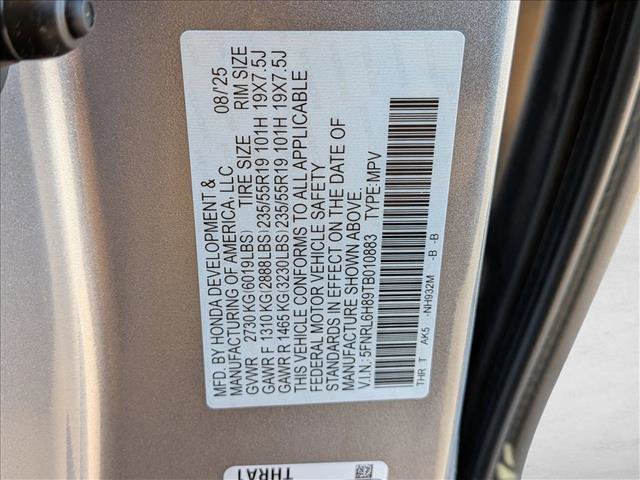 MFD. BY HONDA DEVELOPMENT & 08/'25
MANUFACTURING OF AMERICA, LLC
GVWR 2730 KG(6019LBS) TIRE SIZE RIM SIZE
GAWR F 1310 KG(2888LBS)235/55R19 101H 19X7.5J
GAWR R 1465 KG(3230LBS)235/55R19 101H 19X7.5J
THIS VEHICLE CONFORMS TO ALL APPLICABLE
FEDERAL MOTOR VEHICLE SAFETY
STANDARDS IN EFFECT ON THE DATE OF
MANUFACTURE SHOWN ABOVE.
V.I.N.: 5FNRL6H89TB010883 TYPE:MPV
THR T AK5 -NH932M -B -B
THRA1